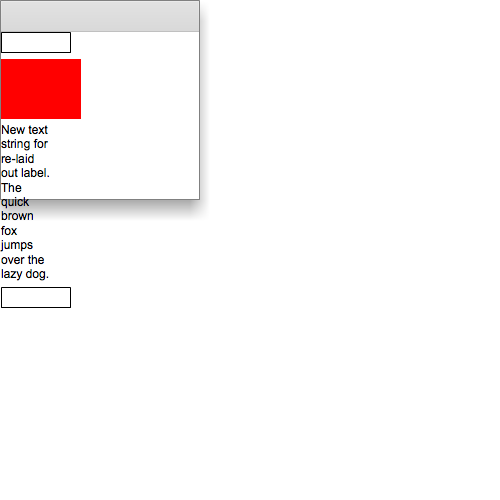 New text
string for
re-laid
out label.
The
quick
brown
fox
jumps
over the
lazy dog.